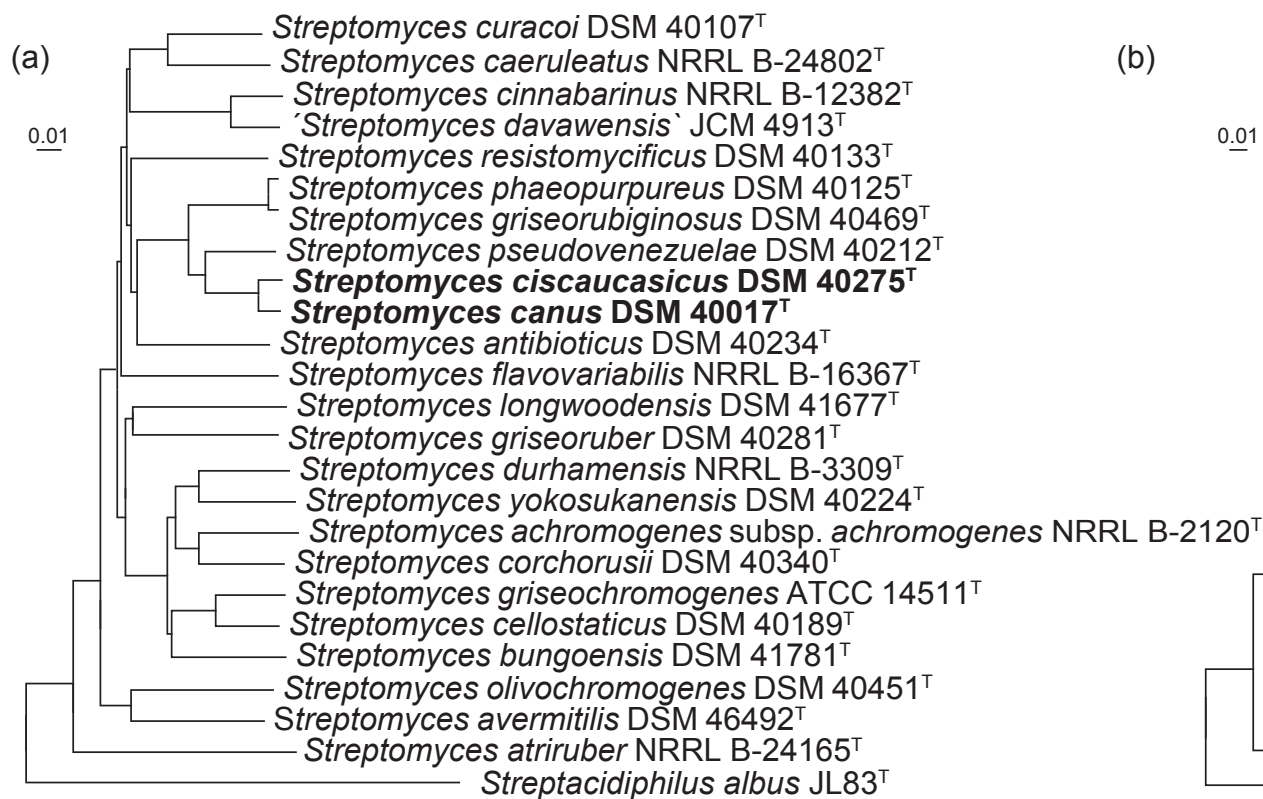 Streptomyces curacoi DSM 40107ᵀ
(a)
(b)
Streptomyces caeruleatus NRRL B-24802ᵀ
Streptomyces cinnabarinus NRRL B-12382ᵀ
´Streptomyces davawensis` JCM 4913ᵀ
0.01
0.01
Streptomyces resistomycificus DSM 40133ᵀ
Streptomyces phaeopurpureus DSM 40125ᵀ
Streptomyces griseorubiginosus DSM 40469ᵀ
Streptomyces pseudovenezuelae DSM 40212ᵀ
Streptomyces ciscaucasicus DSM 40275ᵀ
Streptomyces canus DSM 40017ᵀ
Streptomyces antibioticus DSM 40234ᵀ
Streptomyces flavovariabilis NRRL B-16367ᵀ
Streptomyces longwoodensis DSM 41677ᵀ
Streptomyces griseoruber DSM 40281ᵀ
Streptomyces durhamensis NRRL B-3309ᵀ
Streptomyces yokosukanensis DSM 40224ᵀ
Streptomyces achromogenes subsp. achromogenes NRRL B-2120ᵀ
Streptomyces corchorusii DSM 40340ᵀ
Streptomyces griseochromogenes ATCC 14511ᵀ
Streptomyces cellostaticus DSM 40189ᵀ
Streptomyces bungoensis DSM 41781ᵀ
Streptomyces olivochromogenes DSM 40451ᵀ
Streptomyces avermitilis DSM 46492ᵀ
Streptomyces atriruber NRRL B-24165ᵀ
Streptacidiphilus albus JL83ᵀ